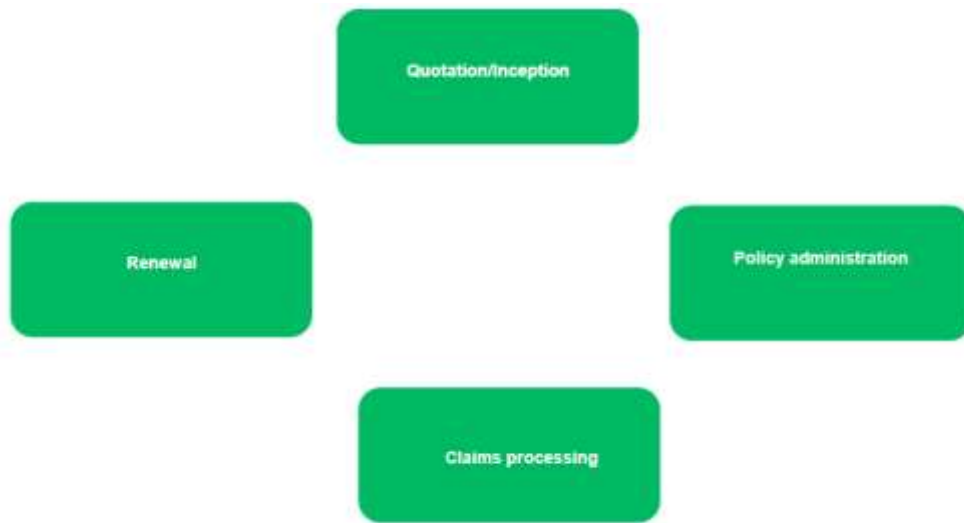 Quotation/Inception
Renewal
Policy administration
Claims processing